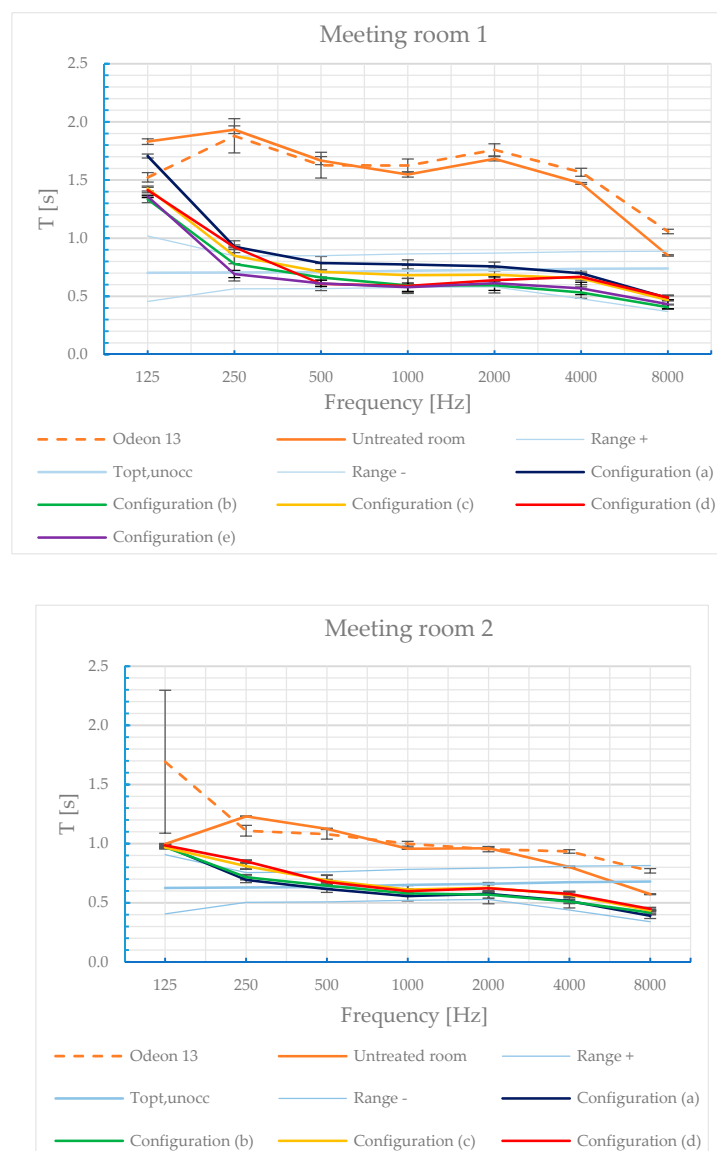 Meeting room 1
2.5
2.0
1.5
1.0
0.5
0.0
T [s]
125 250 500 1000 2000 4000 8000
Frequency [Hz]
Odeon 13 Untreated room Range +
Topt,unocc Range - Configuration (a)
Configuration (b) Configuration (c) Configuration (d)
Configuration (e)
Meeting room 2
2.5
2.0
1.5
1.0
0.5
0.0
T [s]
125 250 500 1000 2000 4000 8000
Frequency [Hz]
Odeon 13 Untreated room Range +
Topt,unocc Range - Configuration (a)
Configuration (b) Configuration (c) Configuration (d)